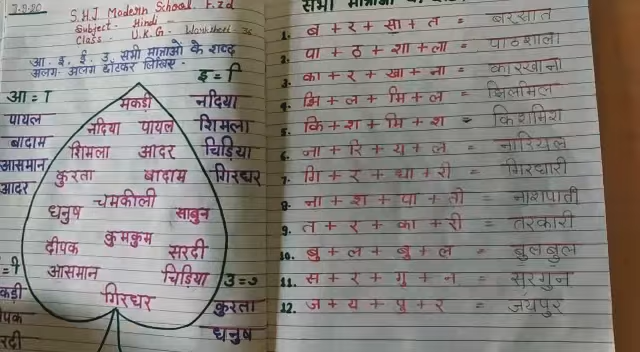 7-9-20
S.H.J Modern School. Fzd
Subject - Hindi -
Class - U.K.G. - Worksheet-
आ. इ, ई, उ, सभी मात्राओं के शब्द
अलग- अलग छाँटकर लिखिए -
आ = ा
इ = ि
पायल
बादाम
आसमान
आदर
नदिया
शिमला
चिड़िया
गिरधर
मकड़ी
नदिया पायल
शिमला आदर
कुरता बादाम
धनुष चमकीली साबुन
दीपक कुमकुम सरदी
आसमान चिड़िया
गिरधर
उ = ु
कुरता
धनुष
सभी मात्राओं
1. ब + र + सा + त = बरसात
2. पा + ठ + शा + ला = पाठशाला
3. का + र + खा + ना = कारखाना
4. झि + ल + मि + ल = झिलमिल
5. कि + श + मि + श = किशमिश
6. ना + रि + य + ल = नारियल
7. गि + र + धा + री = गिरधारी
8. ना + श + पा + ती = नाशपाती
9. त + र + का + री = तरकारी
10. बु + ल + बु + ल = बुलबुल
11. स + र + गु + न = सरगुन
12. ज + य + पु + र = जयपुर